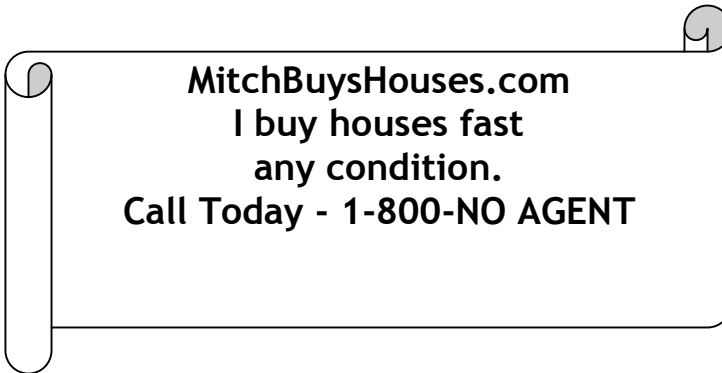 MitchBuysHouses.com
I buy houses fast
any condition.
Call Today - 1-800-NO AGENT